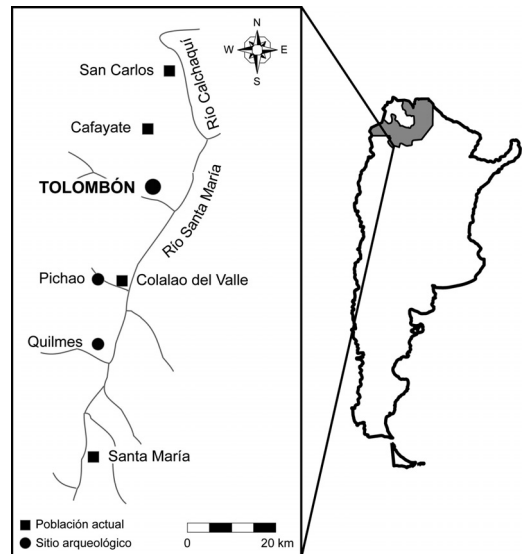 N
W E
S
San Carlos
Río Calchaquí
Cafayate
TOLOMBÓN
Río Santa María
Pichao
Colalao del Valle
Quilmes
Santa María
Población actual
Sitio arqueológico
0 20 km